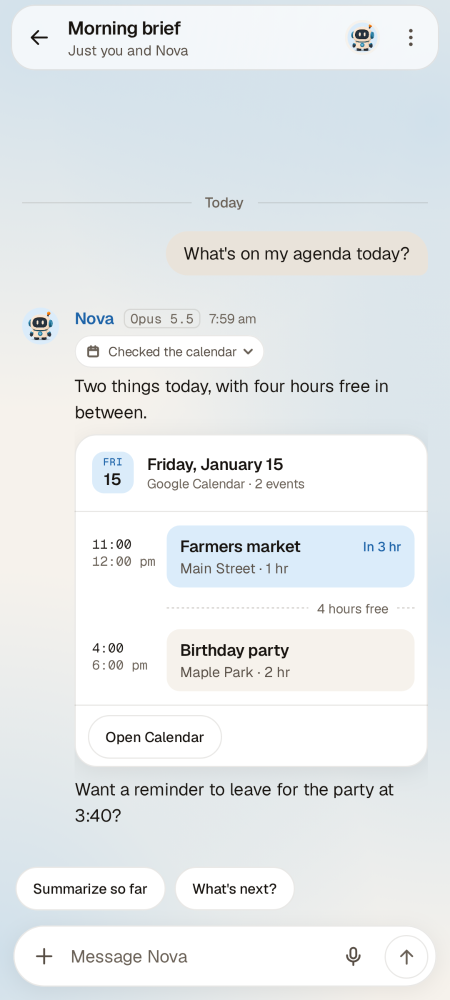 Morning brief
Just you and Nova
Today
What's on my agenda today?
Nova Opus 5.5 7:59 am
Checked the calendar
Two things today, with four hours free in
between.
FRI
15
Friday, January 15
Google Calendar · 2 events
11:00
12:00 pm
Farmers market
In 3 hr
Main Street · 1 hr
4 hours free
4:00
6:00 pm
Birthday party
Maple Park · 2 hr
Open Calendar
Want a reminder to leave for the party at
3:40?
Summarize so far
What's next?
Message Nova